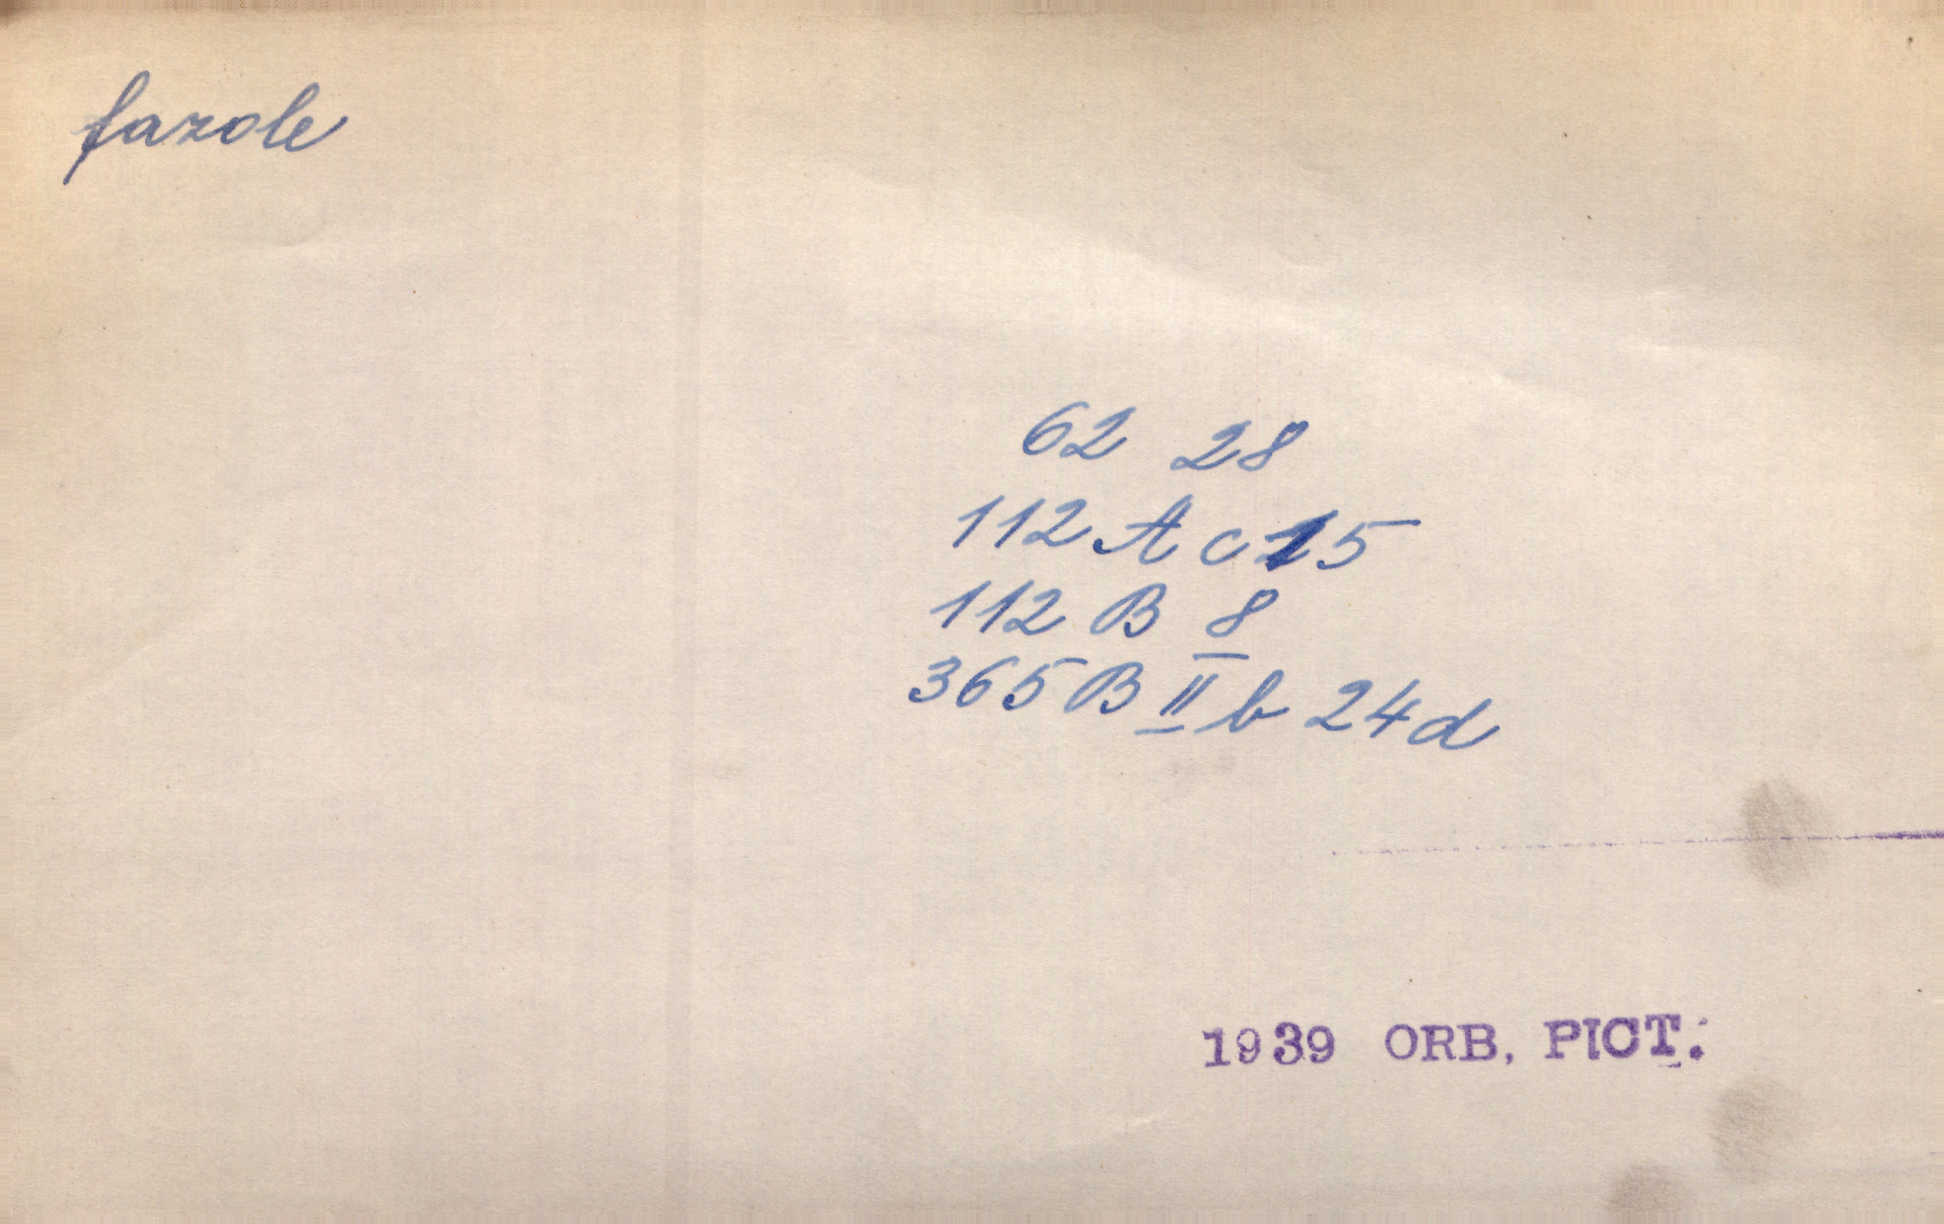 fazole
62 28
112 A c 15
112 B 8
365 B II b 24d
1939 ORB. PICT.